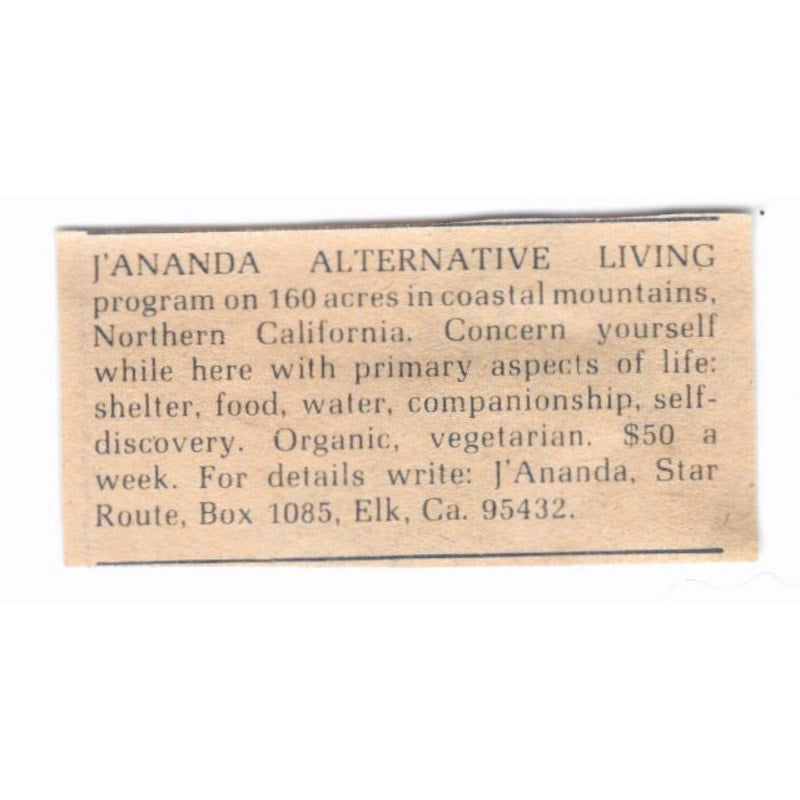 J'ANANDA ALTERNATIVE LIVING
program on 160 acres in coastal mountains,
Northern California. Concern yourself
while here with primary aspects of life:
shelter, food, water, companionship, self-
discovery. Organic, vegetarian. $50 a
week. For details write: J'Ananda, Star
Route, Box 1085, Elk, Ca. 95432.